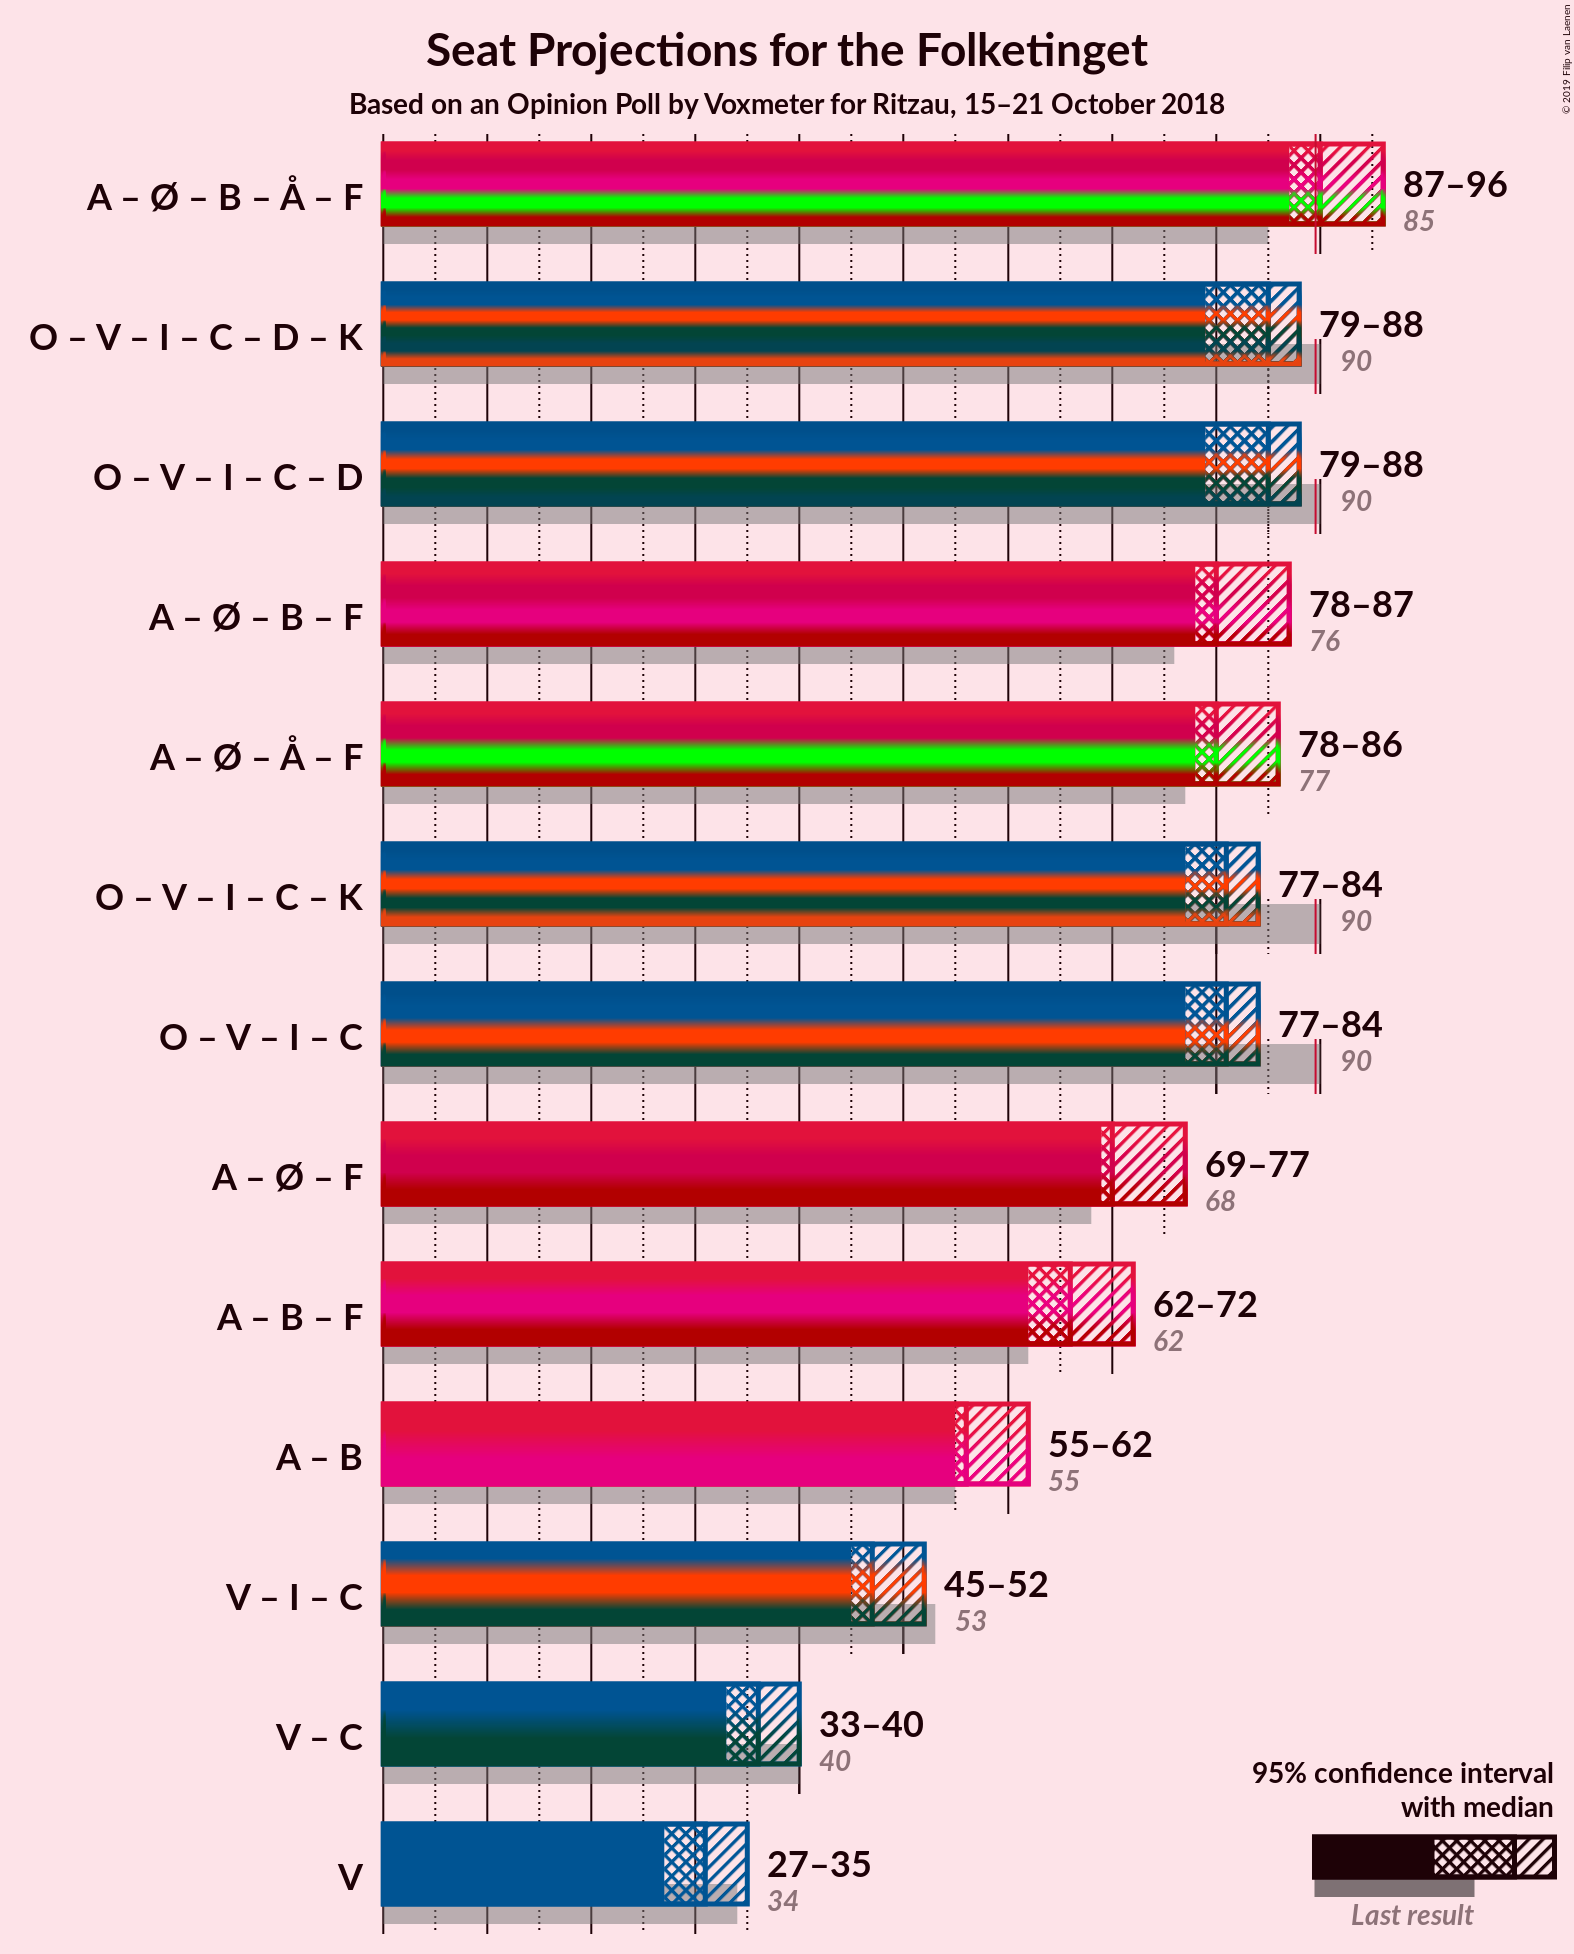 Seat Projections for the Folketinget
Based on an Opinion Poll by Voxmeter for Ritzau, 15–21 October 2018
© 2019 Filip van Laenen
A – Ø – B – Å – F
87–96
85
O – V – I – C – D – K
79–88
90
O – V – I – C – D
79–88
90
A – Ø – B – F
78–87
76
A – Ø – Å – F
78–86
77
O – V – I – C – K
77–84
90
O – V – I – C
77–84
90
A – Ø – F
69–77
68
A – B – F
62–72
62
A – B
55–62
55
V – I – C
45–52
53
V – C
33–40
40
V
27–35
34
95% confidence interval
with median
Last result